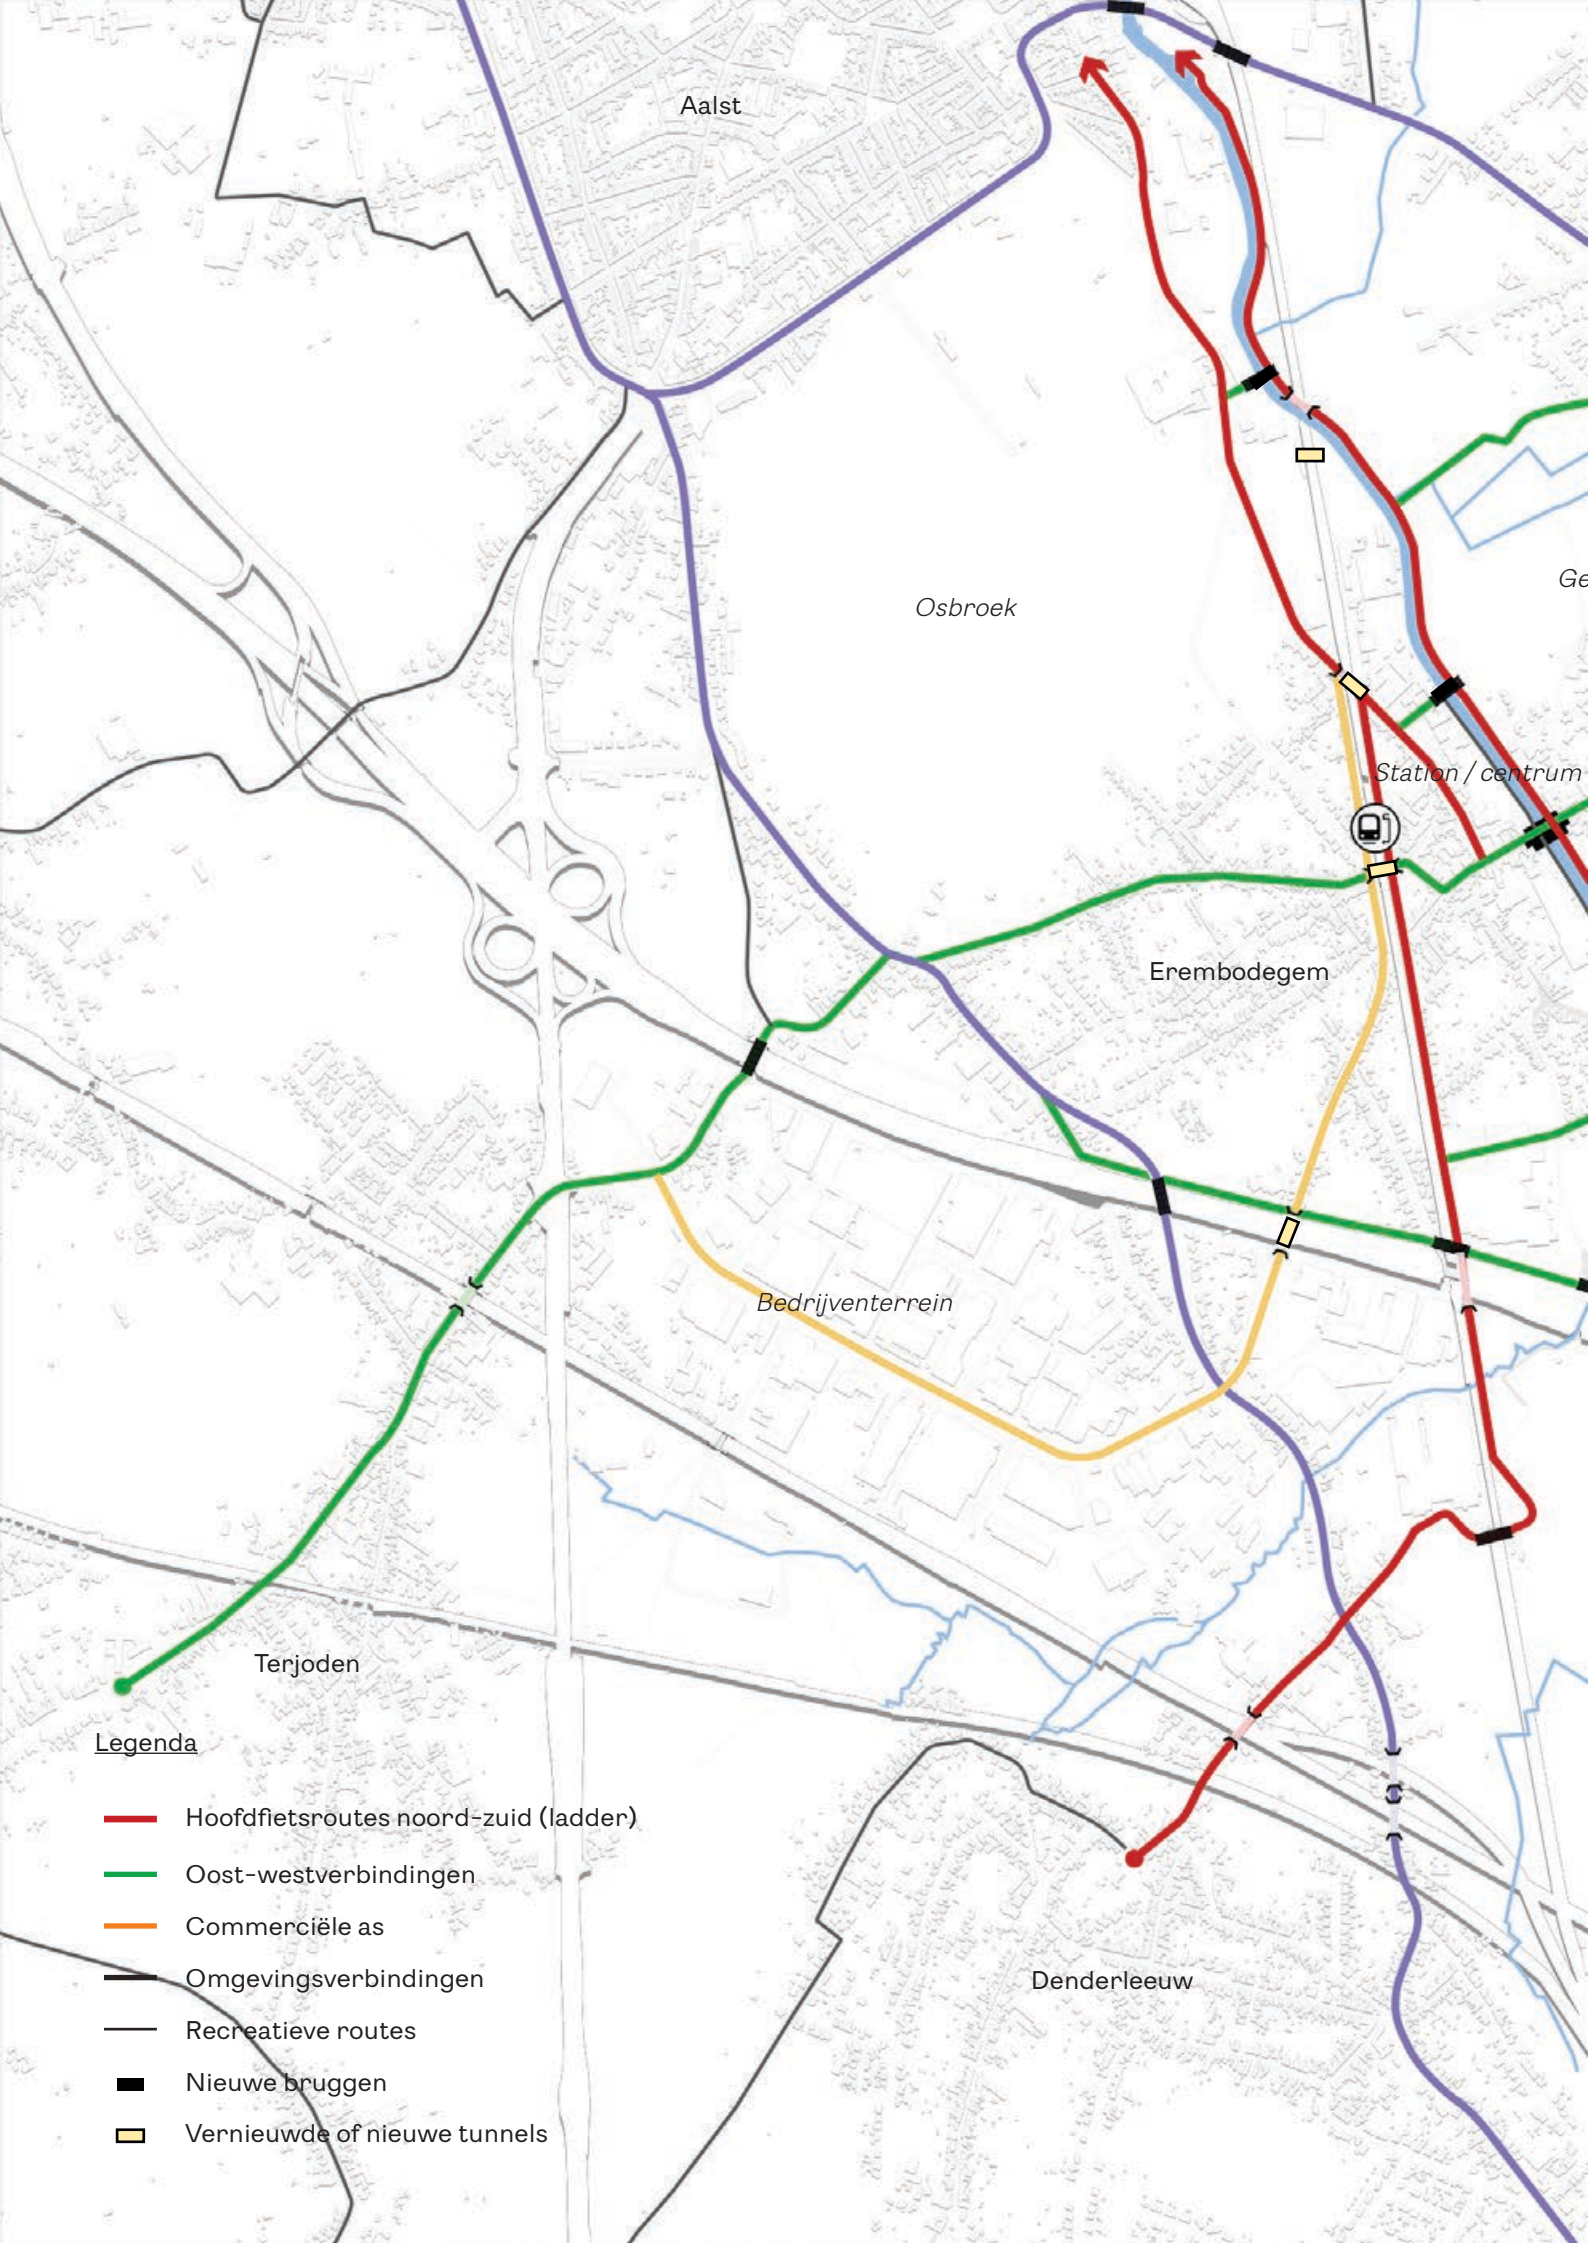 Aalst
Osbroek
Ge
Station / centrum
Erembodegem
Bedrijventerrein
Terjoden
Denderleeuw
Legenda
Hoofdfietsroutes noord-zuid (ladder)
Oost-westverbindingen
Commerciële as
Omgevingsverbindingen
Recreatieve routes
Nieuwe bruggen
Vernieuwde of nieuwe tunnels